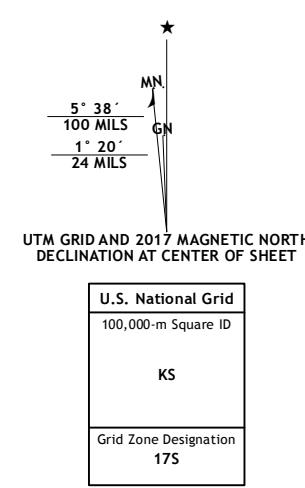 ★
MN
GN
5° 38´
100 MILS
1° 20´
24 MILS
UTM GRID AND 2017 MAGNETIC NORTH
DECLINATION AT CENTER OF SHEET
U.S. National Grid
100,000-m Square ID
KS
Grid Zone Designation
17S